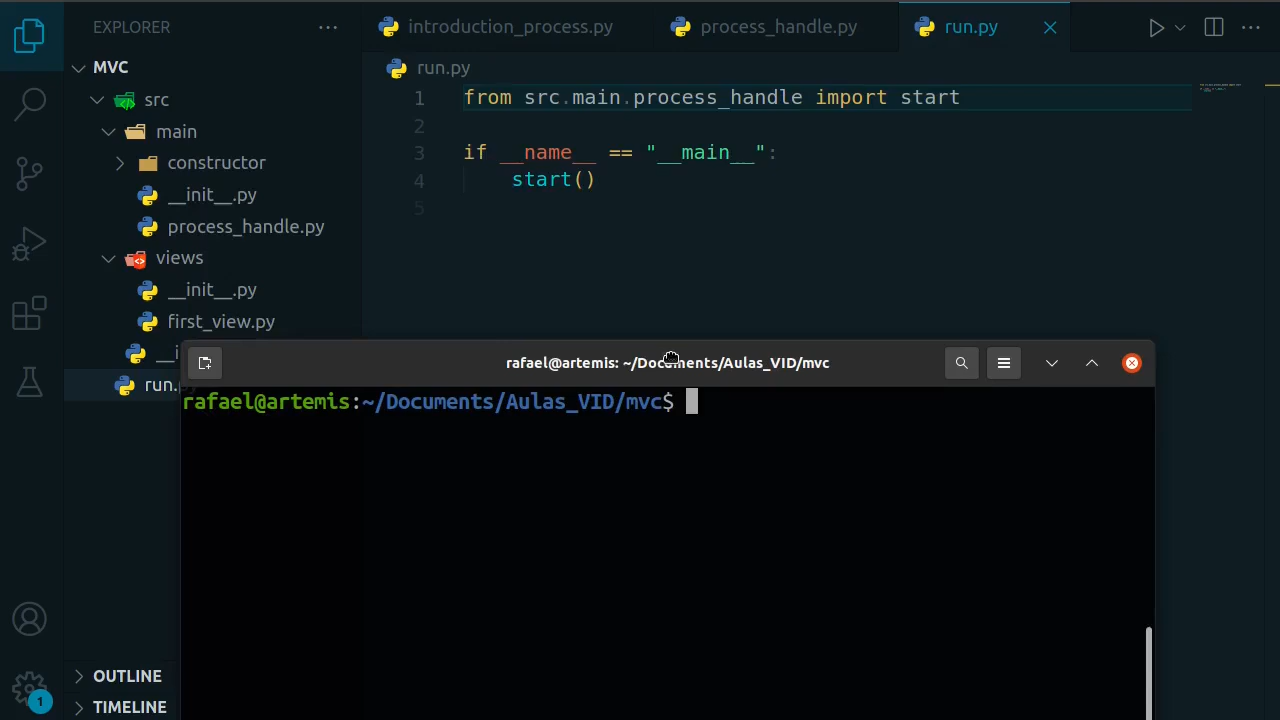 EXPLORER
MVC
src
main
constructor
__init__.py
process_handle.py
views
__init__.py
first_view.py
run.p
OUTLINE
TIMELINE
1
introduction_process.py
process_handle.py
run.py
run.py
1 from src.main.process_handle import start
2
3 if __name__ == "__main__":
4 start()
5
rafael@artemis: ~/Documents/Aulas_VID/mvc
rafael@artemis:~/Documents/Aulas_VID/mvc$